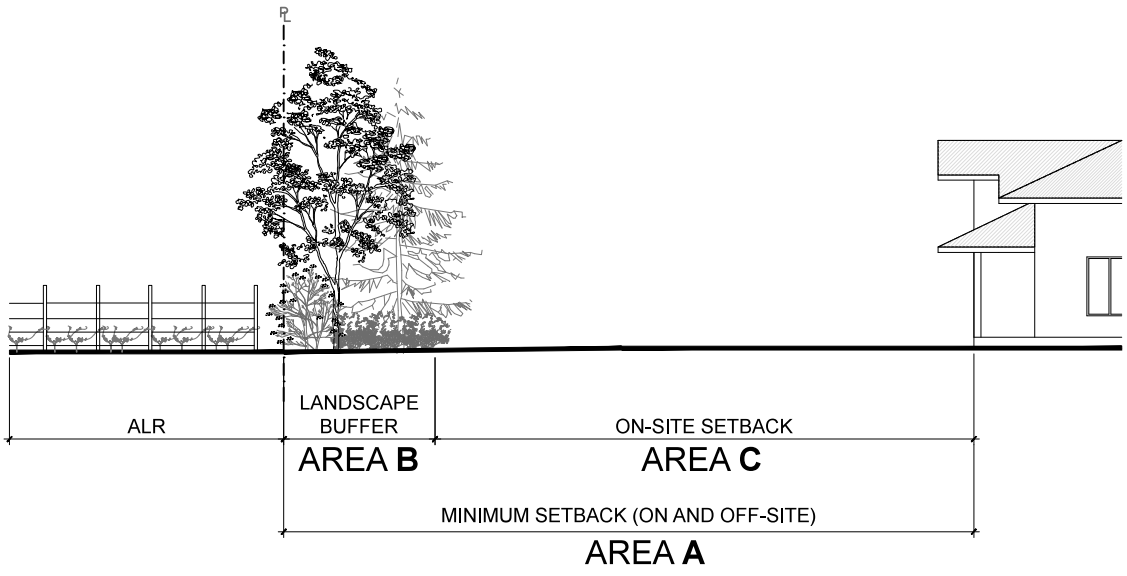 PL
LANDSCAPE
BUFFER
ALR
ON-SITE SETBACK
AREA B
AREA C
MINIMUM SETBACK (ON AND OFF-SITE)
AREA A